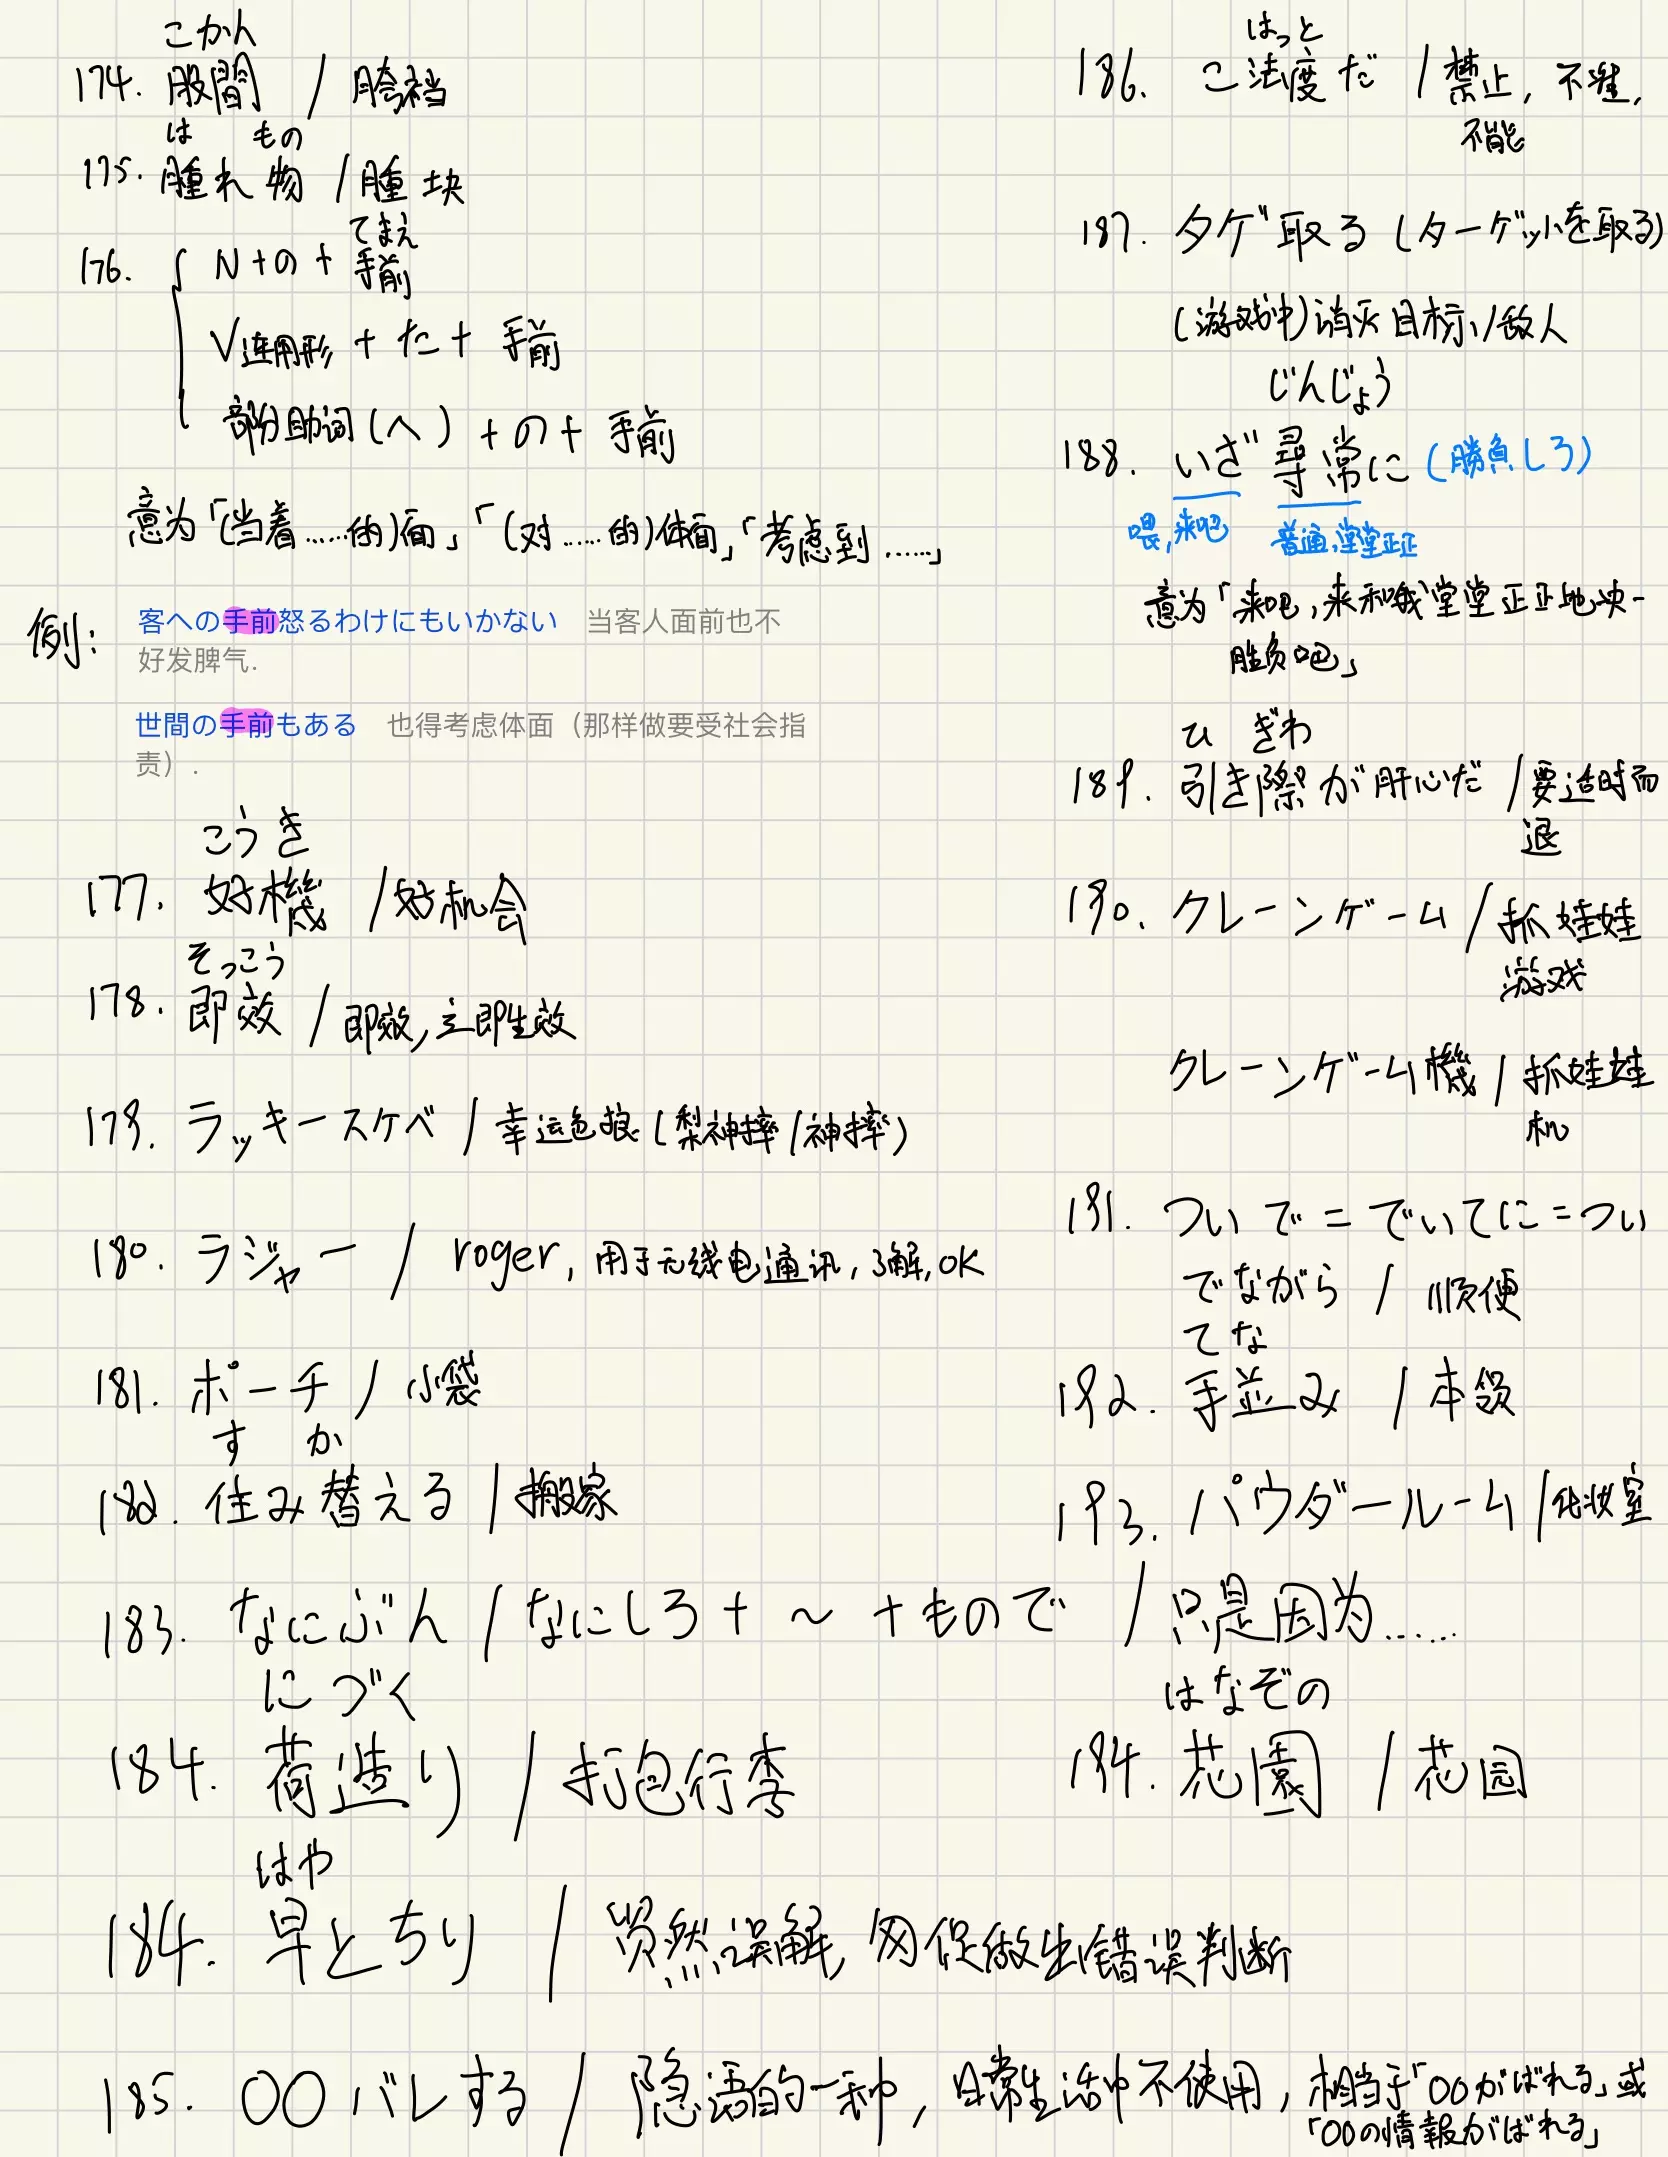 こかん
174. 股間 / 胯裆
は もの
175. 腫れ物 / 腫块
てまえ
176. N+の+手前
V连用形+た+手前
部分助词(へ)+の+手前
意为「(当着……的)面」「(对……的)体面」「考虑到……」
例:
客への手前怒るわけにもいかない 当客人面前也不
好发脾气.
世間の手前もある 也得考虑体面（那样做要受社会指
责）.
こうき
177. 好機 / 好机会
そっこう
178. 即效 / 即效, 立即生效
179. ラッキースケベ / 幸运色狼(梨神摔/神摔)
180. ラジャー / roger, 用于无线电通讯, 了解, OK
181. ポーチ / 小袋
す か
182. 住み替える / 搬家
183. なにぶん / なにしろ+～+もので / 只是因为……
にづく
184. 荷造り / 打包行李
はや
184. 早とちり / 贸然误解, 匆促做出错误判断
185. 〇〇バレする / 隐语的一种, 日常生活中不使用, 相当于「〇〇がばれる」或
「〇〇の情報がばれる」
はっと
186. ご法度だ / 禁止, 不准,
不能
187. タゲ取る (ターゲットを取る)
(游戏中)消灭目标/敌人
じんじょう
188. いざ尋常に (勝負しろ)
喂, 来吧 普通, 堂堂正正
意为「来吧, 来和我堂堂正正地决一
胜负吧」
ひ ぎわ
189. 引き際が肝心だ / 要适时而
退
190. クレーンゲーム / 抓娃娃
游戏
クレーンゲーム機 / 抓娃娃
机
191. ついで=でいてに=つい
でながら / 顺便
てな
192. 手並み / 本领
193. パウダールーム / 化妆室
はなぞの
194. 花園 / 花园